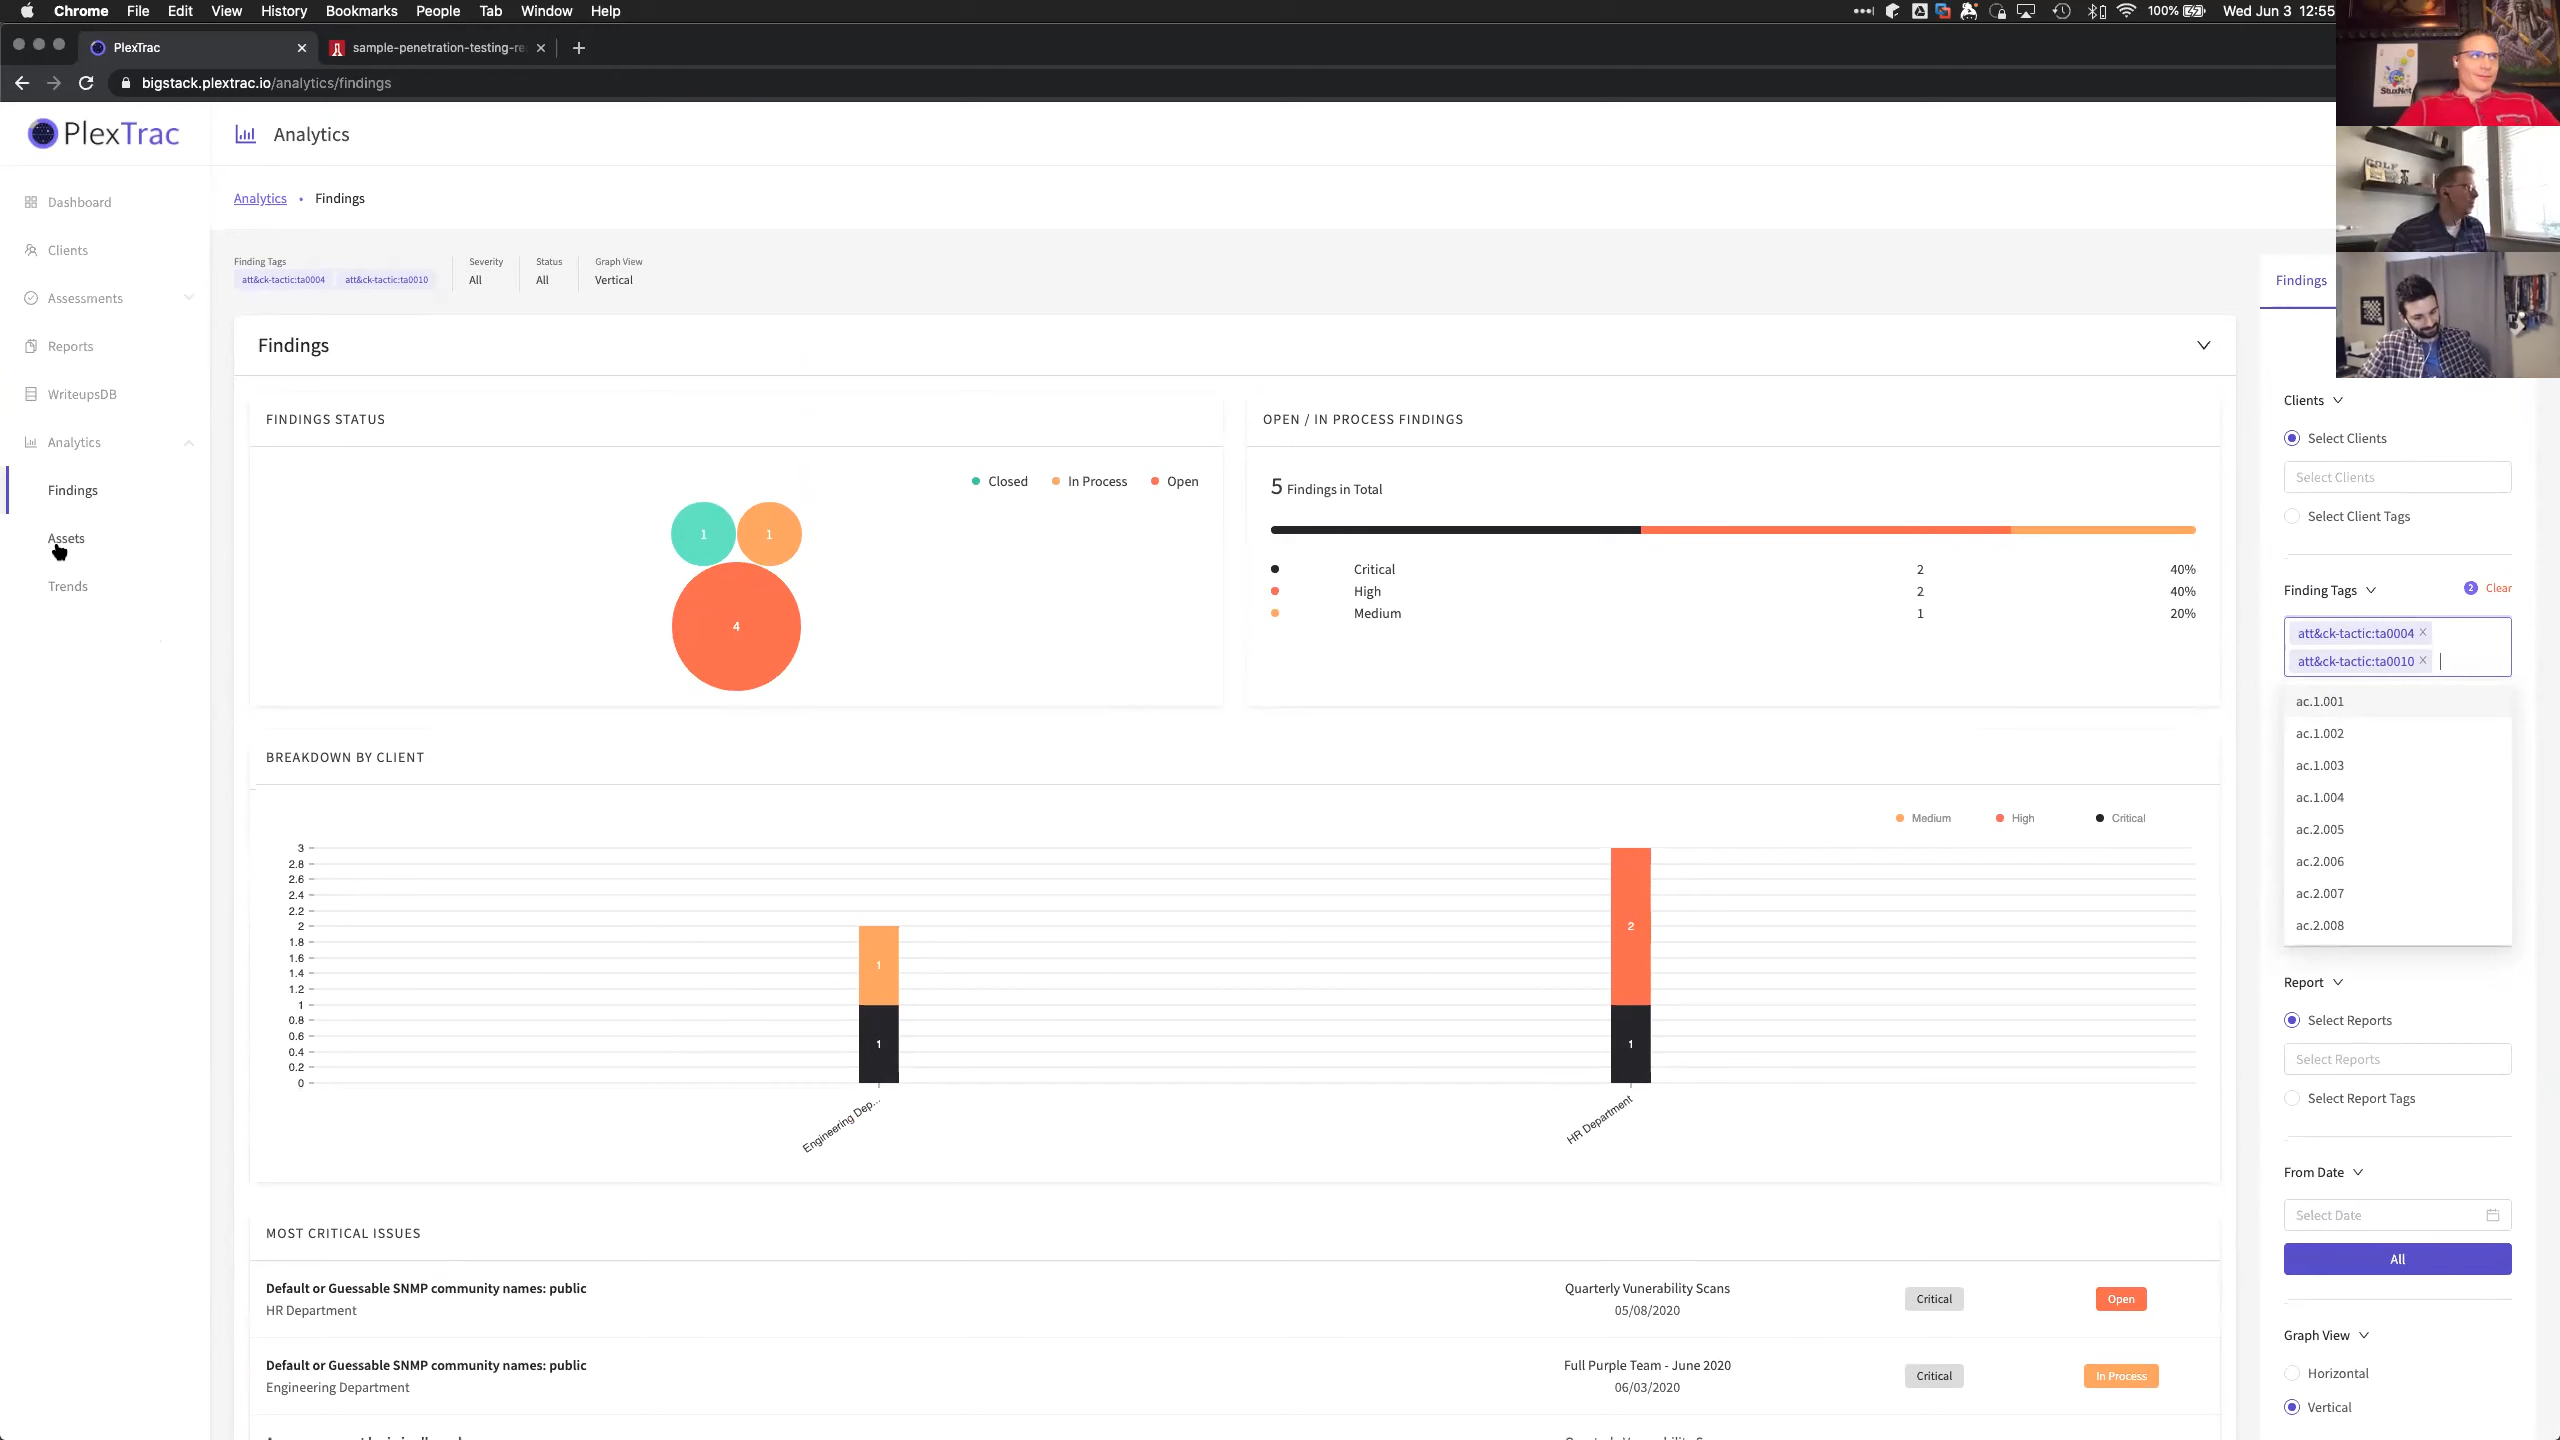 Chrome File Edit View History Bookmarks People Tab Window Help
100% Wed Jun 3 12:55
PlexTrac
sample-penetration-testing-re
bigstack.plextrac.io/analytics/findings
PlexTrac
Analytics
Dashboard
Clients
Assessments
Reports
WriteupsDB
Analytics
Findings
Assets
Trends
Analytics • Findings
Finding Tags
att&ck-tactic:ta0004 att&ck-tactic:ta0010
Severity
All
Status
All
Graph View
Vertical
Findings
FINDINGS STATUS
Closed In Process Open
1 1
4
OPEN / IN PROCESS FINDINGS
5 Findings in Total
Critical 2 40%
High 2 40%
Medium 1 20%
BREAKDOWN BY CLIENT
Medium High Critical
3
2.8
2.6
2.4
2.2
2
1.8
1.6
1.4
1.2
1
0.8
0.6
0.4
0.2
0
1
1
2
1
Engineering Dep...
HR Department
MOST CRITICAL ISSUES
Default or Guessable SNMP community names: public
HR Department
Quarterly Vunerability Scans
05/08/2020
Critical
Open
Default or Guessable SNMP community names: public
Engineering Department
Full Purple Team - June 2020
06/03/2020
Critical
In Process
StuxNet
GOLF
Findings
Clients
Select Clients
Select Clients
Select Client Tags
Finding Tags 2 Clear
att&ck-tactic:ta0004
att&ck-tactic:ta0010
ac.1.001
ac.1.002
ac.1.003
ac.1.004
ac.2.005
ac.2.006
ac.2.007
ac.2.008
Report
Select Reports
Select Reports
Select Report Tags
From Date
Select Date
All
Graph View
Horizontal
Vertical